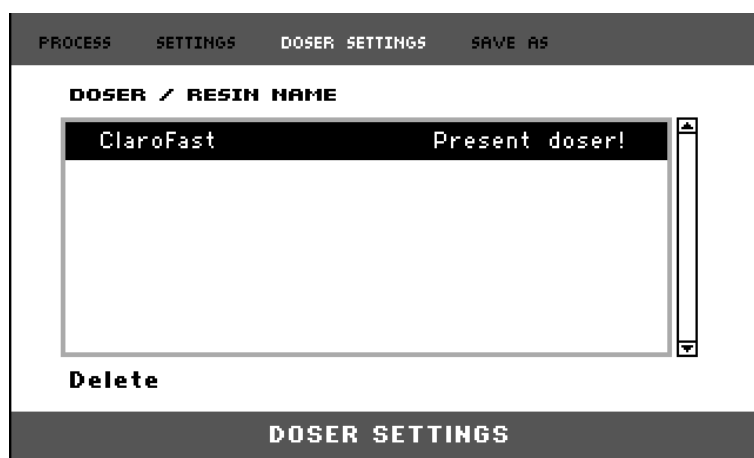 PROCESS SETTINGS DOSER SETTINGS SAVE AS
DOSER / RESIN NAME
ClaroFast Present doser!
Delete
DOSER SETTINGS